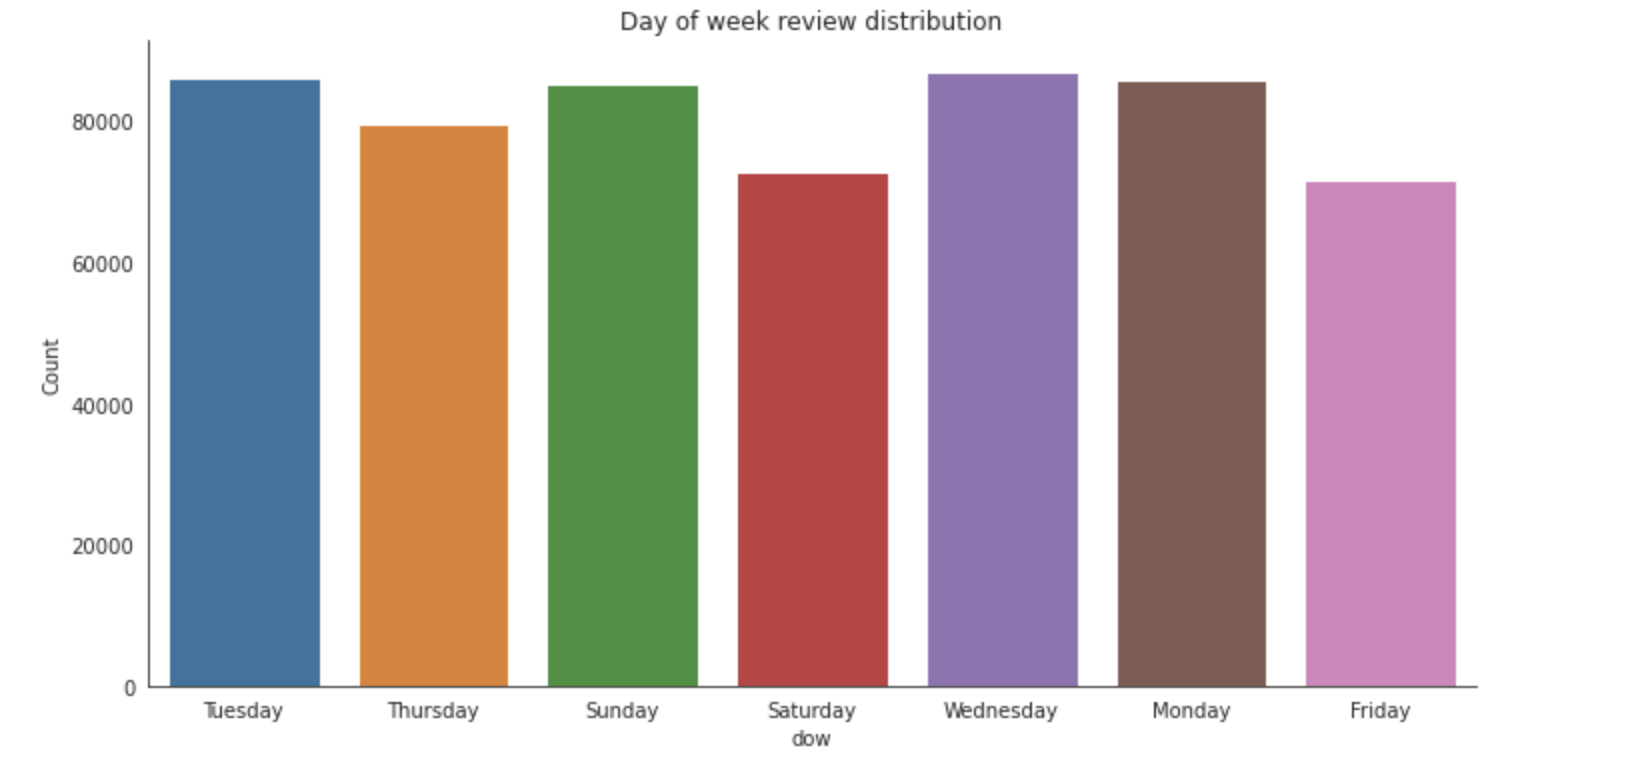 Day of week review distribution
80000
60000
40000
20000
0
Count
Tuesday Thursday Sunday Saturday Wednesday Monday Friday
dow